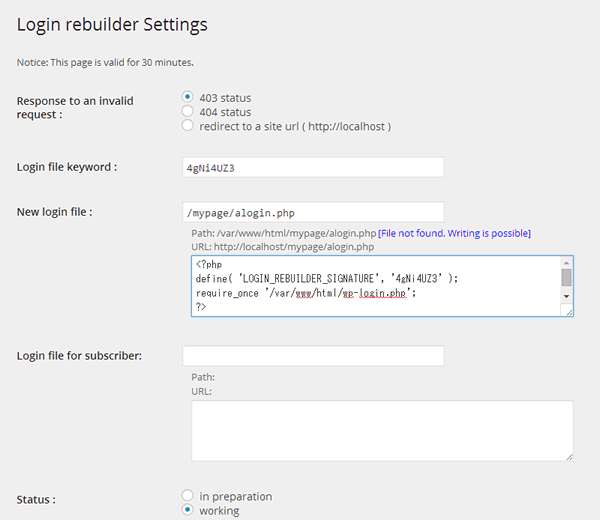 Login rebuilder Settings
Notice: This page is valid for 30 minutes.
Response to an invalid request :
403 status
404 status
redirect to a site url ( http://localhost )
Login file keyword :
4gNi4UZ3
New login file :
/mypage/alogin.php
Path: /var/www/html/mypage/alogin.php [File not found, Writing is possible]
URL: http://localhost/mypage/alogin.php
<?php
define( 'LOGIN_REBUILDER_SIGNATURE', '4gNi4UZ3' );
require_once '/var/www/html/wp-login.php';
?>
Login file for subscriber:
Path:
URL:
Status :
in preparation
working